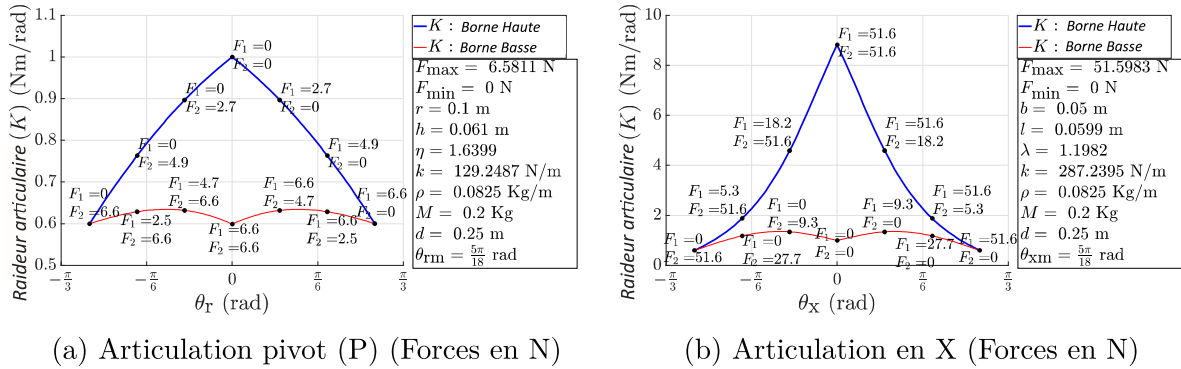 1.1
1
0.9
0.8
0.7
0.6
0.5
Raideur articulaire (K) (Nm/rad)
F1 =0
F2 =0
F1 =0
F2 =2.7
F1 =2.7
F2 =0
F1 =0
F2 =4.9
F1 =4.9
F2 =0
F1 =0
F2 =6.6
F1 =4.7
F2 =6.6
F1 =6.6
F2 =4.7
F1 =6.6
F2 =0
F1 =2.5
F2 =6.6
F1 =6.6
F2 =6.6
F1 =6.6
F2 =2.5
−π/3
−π/6
0
π/6
π/3
θr (rad)
K : Borne Haute
K : Borne Basse
Fmax = 6.5811 N
Fmin = 0 N
r = 0.1 m
h = 0.061 m
η = 1.6399
k = 129.2487 N/m
ρ = 0.0825 Kg/m
M = 0.2 Kg
d = 0.25 m
θrm = 5π/18 rad
(a) Articulation pivot (P) (Forces en N)
10
8
6
4
2
0
Raideur articulaire (K) (Nm/rad)
F1 =51.6
F2 =51.6
F1 =18.2
F2 =51.6
F1 =51.6
F2 =18.2
F1 =5.3
F2 =51.6
F1 =51.6
F2 =5.3
F1 =0
F2 =9.3
F1 =9.3
F2 =0
F1 =0
F2 =51.6
F1 =0
F2 =27.7
F1 =0
F2 =0
F1 =27.7
F2 =0
F1 =51.6
F2 =0
−π/3
−π/6
0
π/6
π/3
θx (rad)
K : Borne Haute
K : Borne Basse
Fmax = 51.5983 N
Fmin = 0 N
b = 0.05 m
l = 0.0599 m
λ = 1.1982
k = 287.2395 N/m
ρ = 0.0825 Kg/m
M = 0.2 Kg
d = 0.25 m
θxm = 5π/18 rad
(b) Articulation en X (Forces en N)